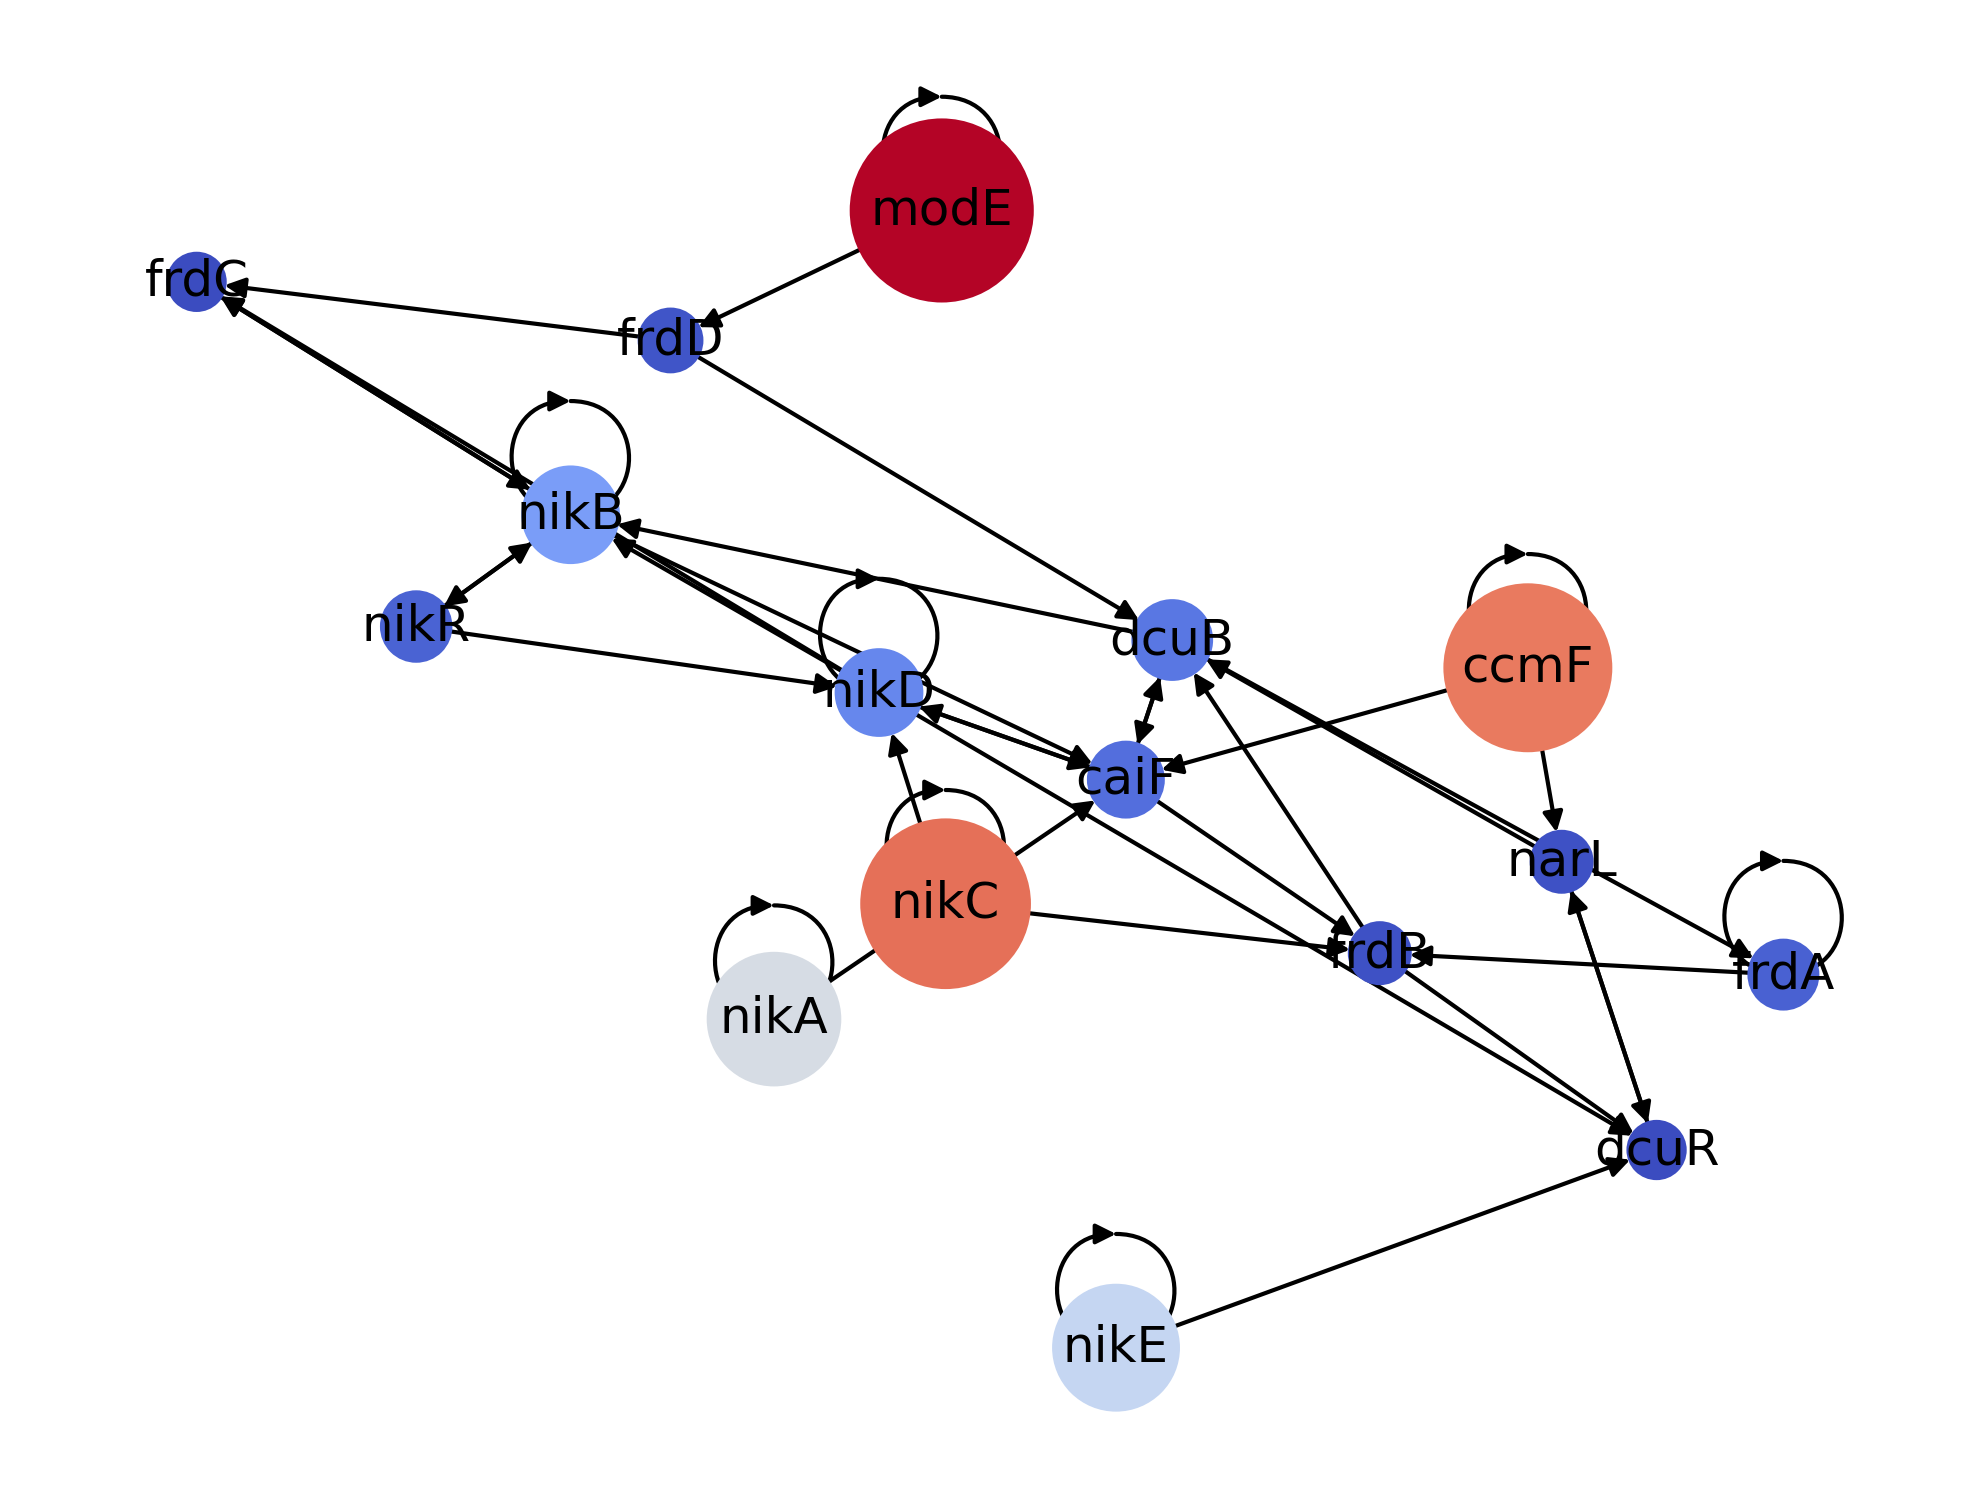 modE
frdC
frdD
nikB
nikR
dcuB
ccmF
nikD
caiF
narL
nikC
frdB
frdA
nikA
dcuR
nikE